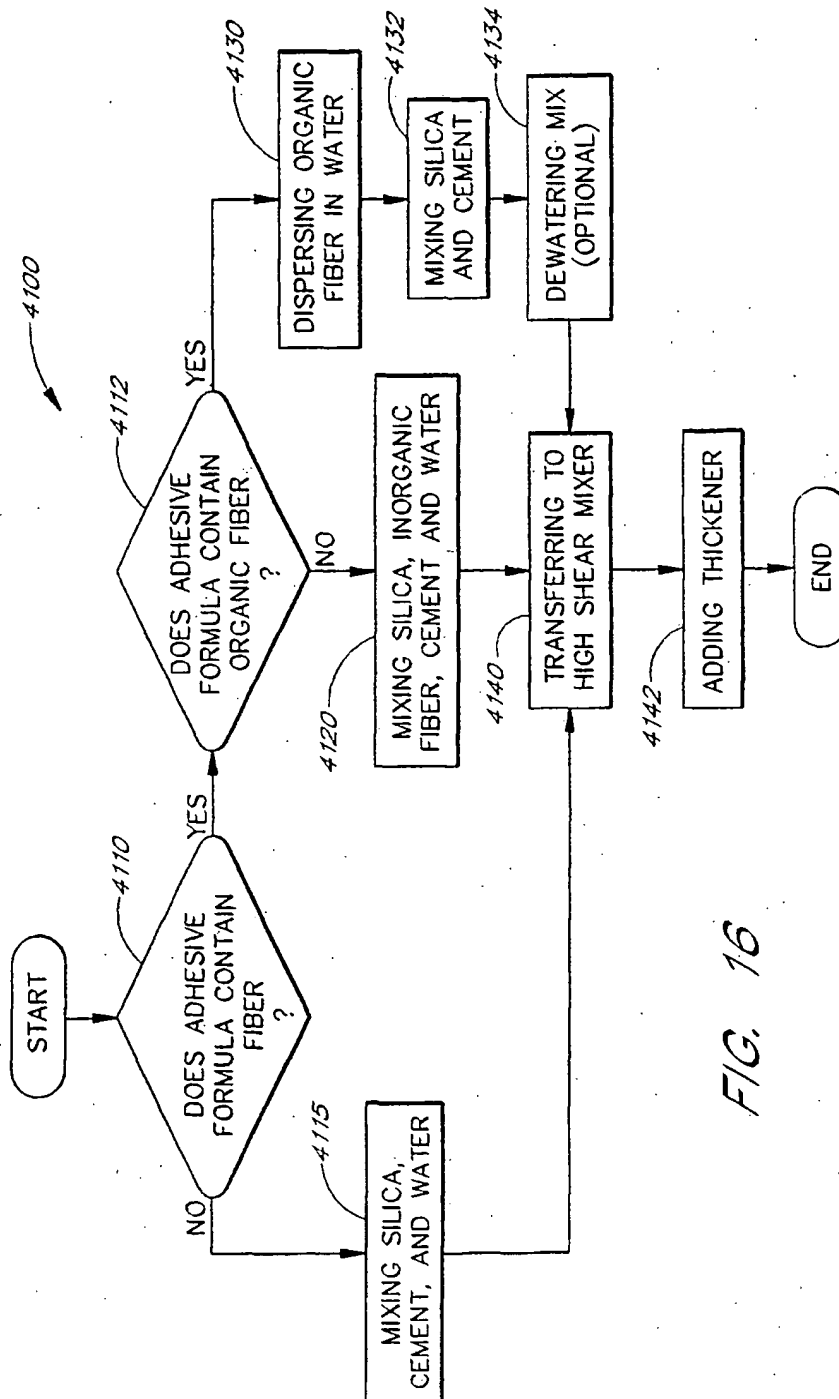 START
4100
4110
DOES ADHESIVE
FORMULA CONTAIN
FIBER
?
NO
YES
4112
DOES ADHESIVE
FORMULA CONTAIN
ORGANIC FIBER
?
YES
NO
4115
MIXING SILICA,
CEMENT, AND WATER
4120
MIXING SILICA, INORGANIC
FIBER, CEMENT AND WATER
4130
DISPERSING ORGANIC
FIBER IN WATER
4132
MIXING SILICA
AND CEMENT
4134
DEWATERING MIX
(OPTIONAL)
4140
TRANSFERRING TO
HIGH SHEAR MIXER
4142
ADDING THICKENER
END
FIG. 16